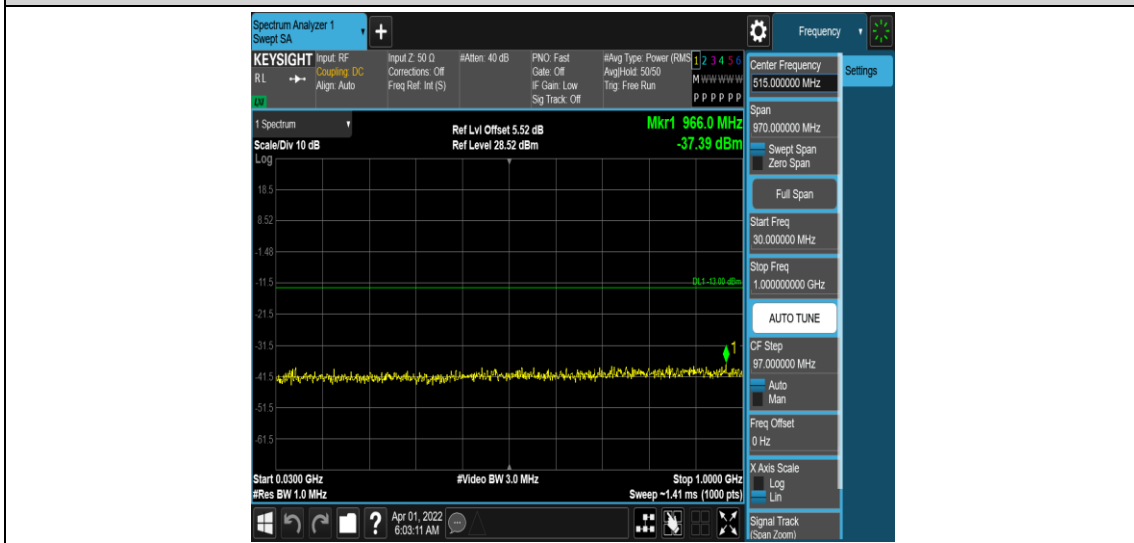 Spectrum Analyzer 1
Swept SA
+
Frequency
KEYSIGHT
RL
Input: RF
Coupling: DC
Align: Auto
Input Z: 50 Ω
Corrections: Off
Freq Ref: Int (S)
#Atten: 40 dB
PNO: Fast
Gate: Off
IF Gain: Low
Sig Track: Off
#Avg Type: Power (RMS
Avg|Hold: 50/50
Trig: Free Run
1 2 3 4 5 6
M W W W W W
P P P P P P
1 Spectrum
Scale/Div 10 dB
Log
Ref Lvl Offset 5.52 dB
Ref Level 28.52 dBm
Mkr1 966.0 MHz
-37.39 dBm
18.5
8.52
-1.48
-11.5
DL1 -13.00 dBm
-21.5
-31.5
1
-41.5
-51.5
-61.5
Start 0.0300 GHz
#Res BW 1.0 MHz
#Video BW 3.0 MHz
Stop 1.0000 GHz
Sweep ~1.41 ms (1000 pts)
Center Frequency
515.000000 MHz
Settings
Span
970.000000 MHz
Swept Span
Zero Span
Full Span
Start Freq
30.000000 MHz
Stop Freq
1.000000000 GHz
AUTO TUNE
CF Step
97.000000 MHz
Auto
Man
Freq Offset
0 Hz
X Axis Scale
Log
Lin
Signal Track
(Span Zoom)
?
Apr 01, 2022
6:03:11 AM